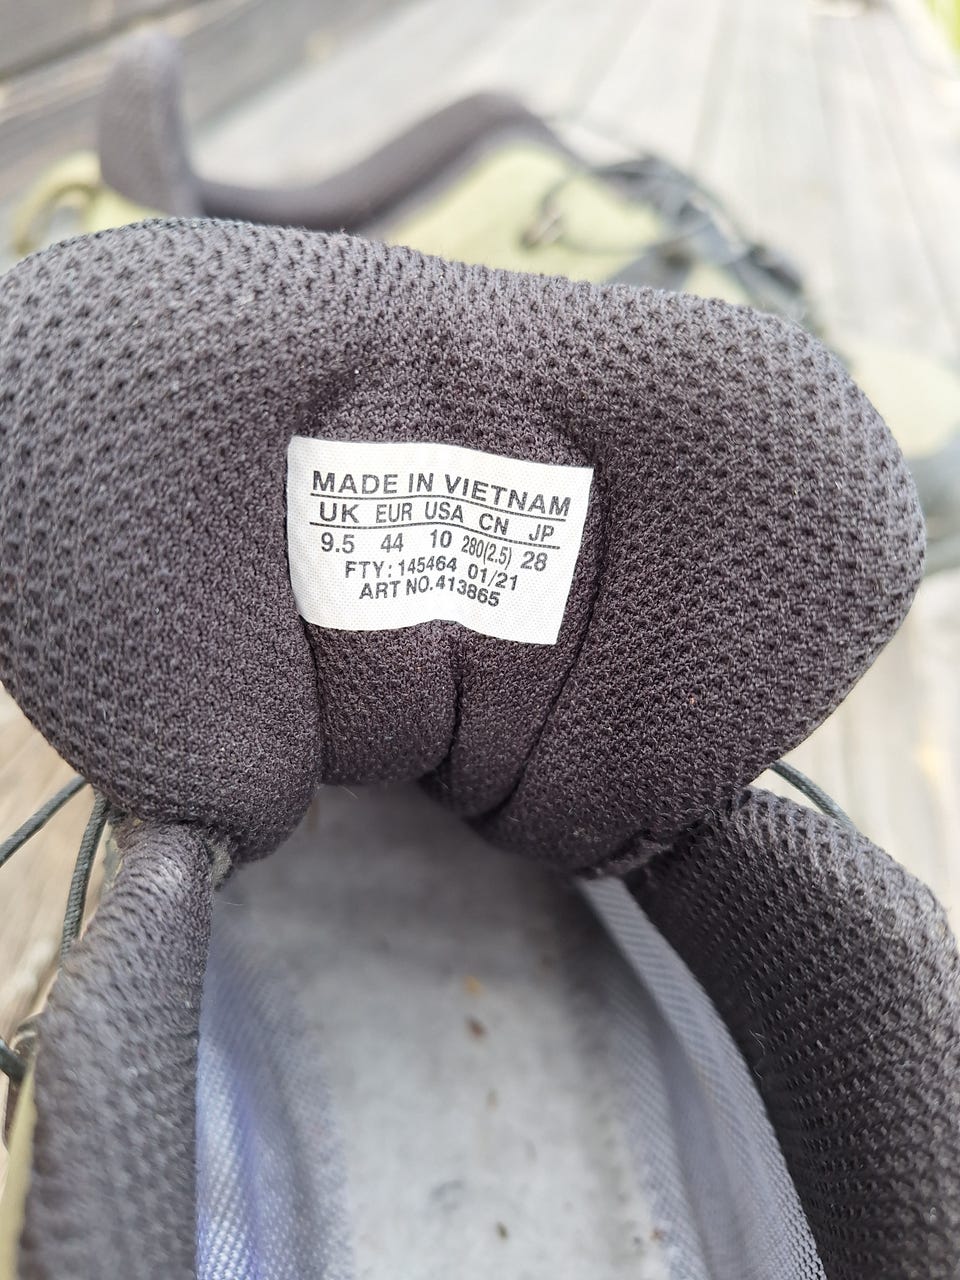 MADE IN VIETNAM
UK EUR USA CN JP
9.5 44 10 280(2.5) 28
FTY: 145464 01/21
ART NO.413865